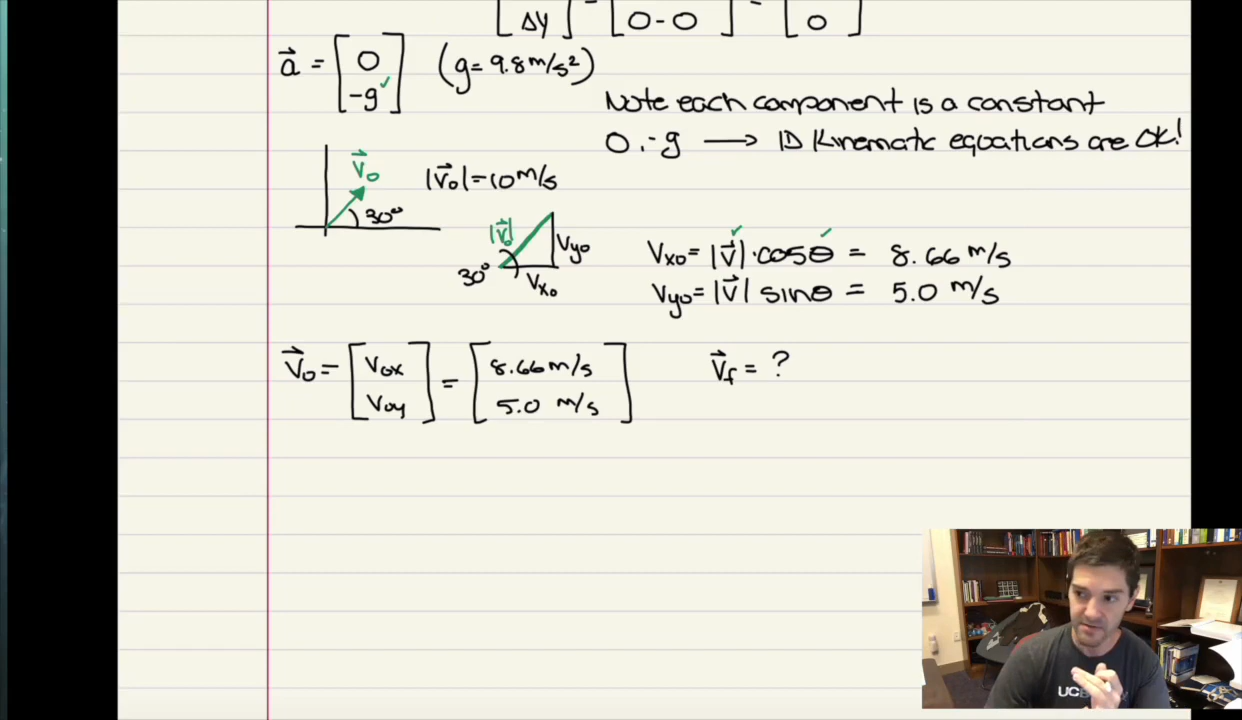 [ΔY] = [0-0] = [0]
a⃗ = [0
-g] (g = 9.8 m/s²)
Note each component is a constant
0, -g → 1D Kinematic equations are OK!
v⃗₀
30°
|v⃗₀| = 10 m/s
|v⃗₀|
30°
Vy₀
Vx₀
Vx₀ = |v⃗|·cosθ = 8.66 m/s
Vy₀ = |v⃗| sinθ = 5.0 m/s
v⃗₀ = [V₀x
V₀y] = [8.66 m/s
5.0 m/s] v⃗f = ?
UC